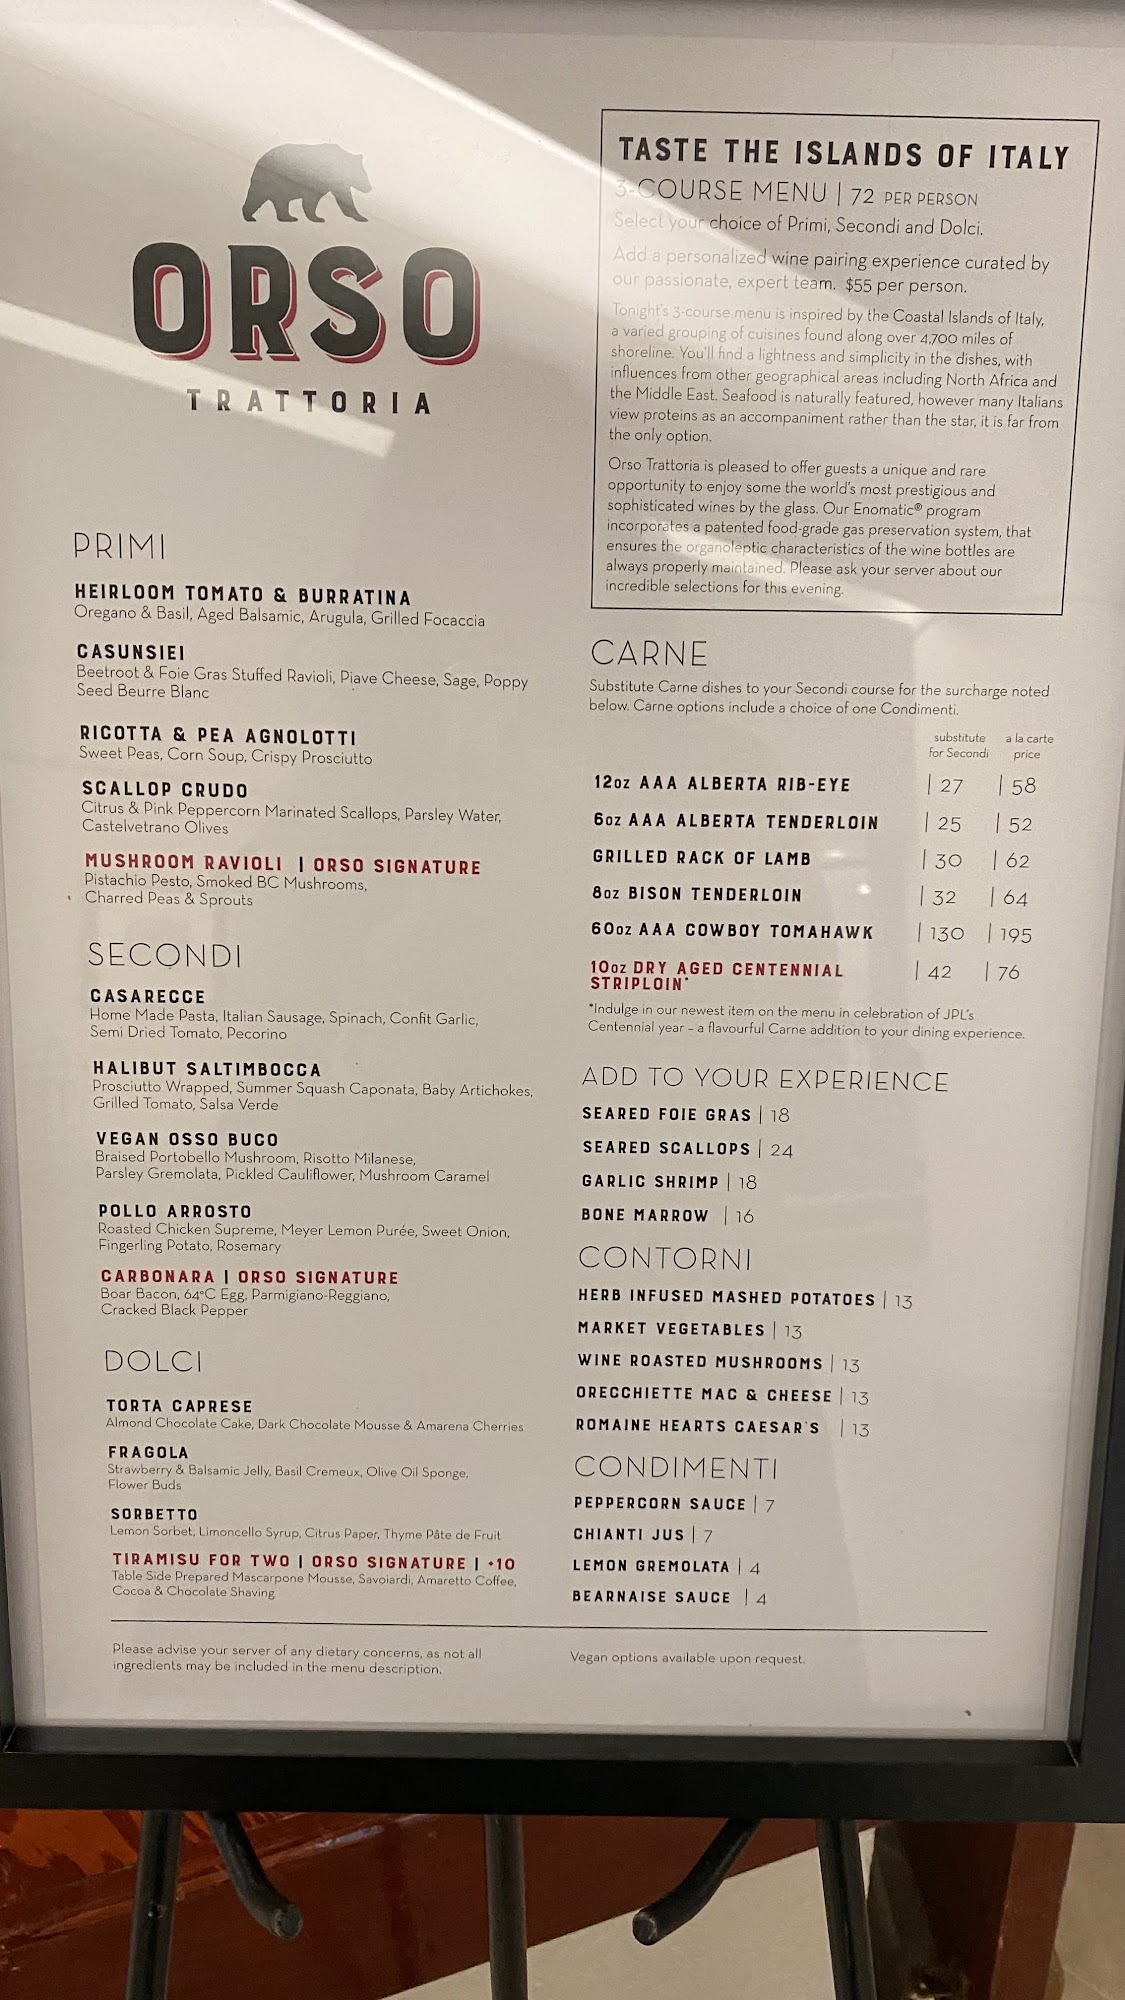 ORSO
TRATTORIA
TASTE THE ISLANDS OF ITALY
3-COURSE MENU | 72 PER PERSON
Select your choice of Primi, Secondi and Dolci.
Add a personalized wine pairing experience curated by
our passionate, expert team. $55 per person.
Tonight's 3-course menu is inspired by the Coastal Islands of Italy,
a varied grouping of cuisines found along over 4,700 miles of
shoreline. You'll find a lightness and simplicity in the dishes, with
influences from other geographical areas including North Africa and
the Middle East. Seafood is naturally featured, however many Italians
view proteins as an accompaniment rather than the star, it is far from
the only option.
Orso Trattoria is pleased to offer guests a unique and rare
opportunity to enjoy some the world's most prestigious and
sophisticated wines by the glass. Our Enomatic® program
incorporates a patented food-grade gas preservation system, that
ensures the organoleptic characteristics of the wine bottles are
always properly maintained. Please ask your server about our
incredible selections for this evening.
PRIMI
HEIRLOOM TOMATO & BURRATINA
Oregano & Basil, Aged Balsamic, Arugula, Grilled Focaccia
CASUNSIEI
Beetroot & Foie Gras Stuffed Ravioli, Piave Cheese, Sage, Poppy
Seed Beurre Blanc
RICOTTA & PEA AGNOLOTTI
Sweet Peas, Corn Soup, Crispy Prosciutto
SCALLOP CRUDO
Citrus & Pink Peppercorn Marinated Scallops, Parsley Water,
Castelvetrano Olives
MUSHROOM RAVIOLI | ORSO SIGNATURE
Pistachio Pesto, Smoked BC Mushrooms,
Charred Peas & Sprouts
SECONDI
CASARECCE
Home Made Pasta, Italian Sausage, Spinach, Confit Garlic,
Semi Dried Tomato, Pecorino
HALIBUT SALTIMBOCCA
Prosciutto Wrapped, Summer Squash Caponata, Baby Artichokes,
Grilled Tomato, Salsa Verde
VEGAN OSSO BUCO
Braised Portobello Mushroom, Risotto Milanese,
Parsley Gremolata, Pickled Cauliflower, Mushroom Caramel
POLLO ARROSTO
Roasted Chicken Supreme, Meyer Lemon Purée, Sweet Onion,
Fingerling Potato, Rosemary
CARBONARA | ORSO SIGNATURE
Boar Bacon, 64°C Egg, Parmigiano-Reggiano,
Cracked Black Pepper
DOLCI
TORTA CAPRESE
Almond Chocolate Cake, Dark Chocolate Mousse & Amarena Cherries
FRAGOLA
Strawberry & Balsamic Jelly, Basil Cremeux, Olive Oil Sponge,
Flower Buds
SORBETTO
Lemon Sorbet, Limoncello Syrup, Citrus Paper, Thyme Pâte de Fruit
TIRAMISU FOR TWO | ORSO SIGNATURE | +10
Table Side Prepared Mascarpone Mousse, Savoiardi, Amaretto Coffee,
Cocoa & Chocolate Shaving
CARNE
Substitute Carne dishes to your Secondi course for the surcharge noted
below. Carne options include a choice of one Condimenti.
substitute a la carte
for Secondi price
12oz AAA ALBERTA RIB-EYE | 27 | 58
6oz AAA ALBERTA TENDERLOIN | 25 | 52
GRILLED RACK OF LAMB | 30 | 62
8oz BISON TENDERLOIN | 32 | 64
60oz AAA COWBOY TOMAHAWK | 130 | 195
10oz DRY AGED CENTENNIAL | 42 | 76
STRIPLOIN*
*Indulge in our newest item on the menu in celebration of JPL's
Centennial year – a flavourful Carne addition to your dining experience.
ADD TO YOUR EXPERIENCE
SEARED FOIE GRAS | 18
SEARED SCALLOPS | 24
GARLIC SHRIMP | 18
BONE MARROW | 16
CONTORNI
HERB INFUSED MASHED POTATOES | 13
MARKET VEGETABLES | 13
WINE ROASTED MUSHROOMS | 13
ORECCHIETTE MAC & CHEESE | 13
ROMAINE HEARTS CAESAR'S | 13
CONDIMENTI
PEPPERCORN SAUCE | 7
CHIANTI JUS | 7
LEMON GREMOLATA | 4
BEARNAISE SAUCE | 4
Please advise your server of any dietary concerns, as not all
ingredients may be included in the menu description.
Vegan options available upon request.